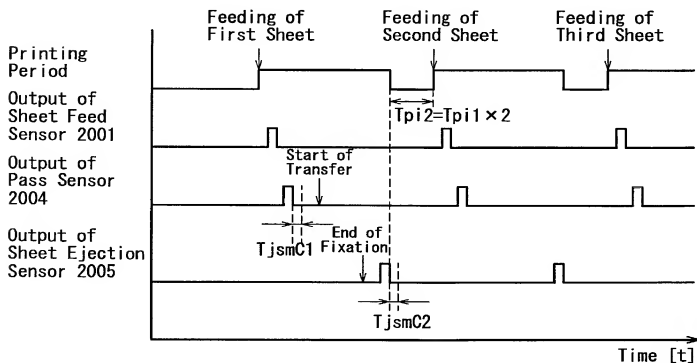 Feeding of
First Sheet
Feeding of
Second Sheet
Feeding of
Third Sheet
Printing
Period
Tpi2=Tpi1×2
Output of
Sheet Feed
Sensor 2001
Start of
Transfer
Output of
Pass Sensor
2004
TjsmC1
End of
Fixation
Output of
Sheet Ejection
Sensor 2005
TjsmC2
Time [t]